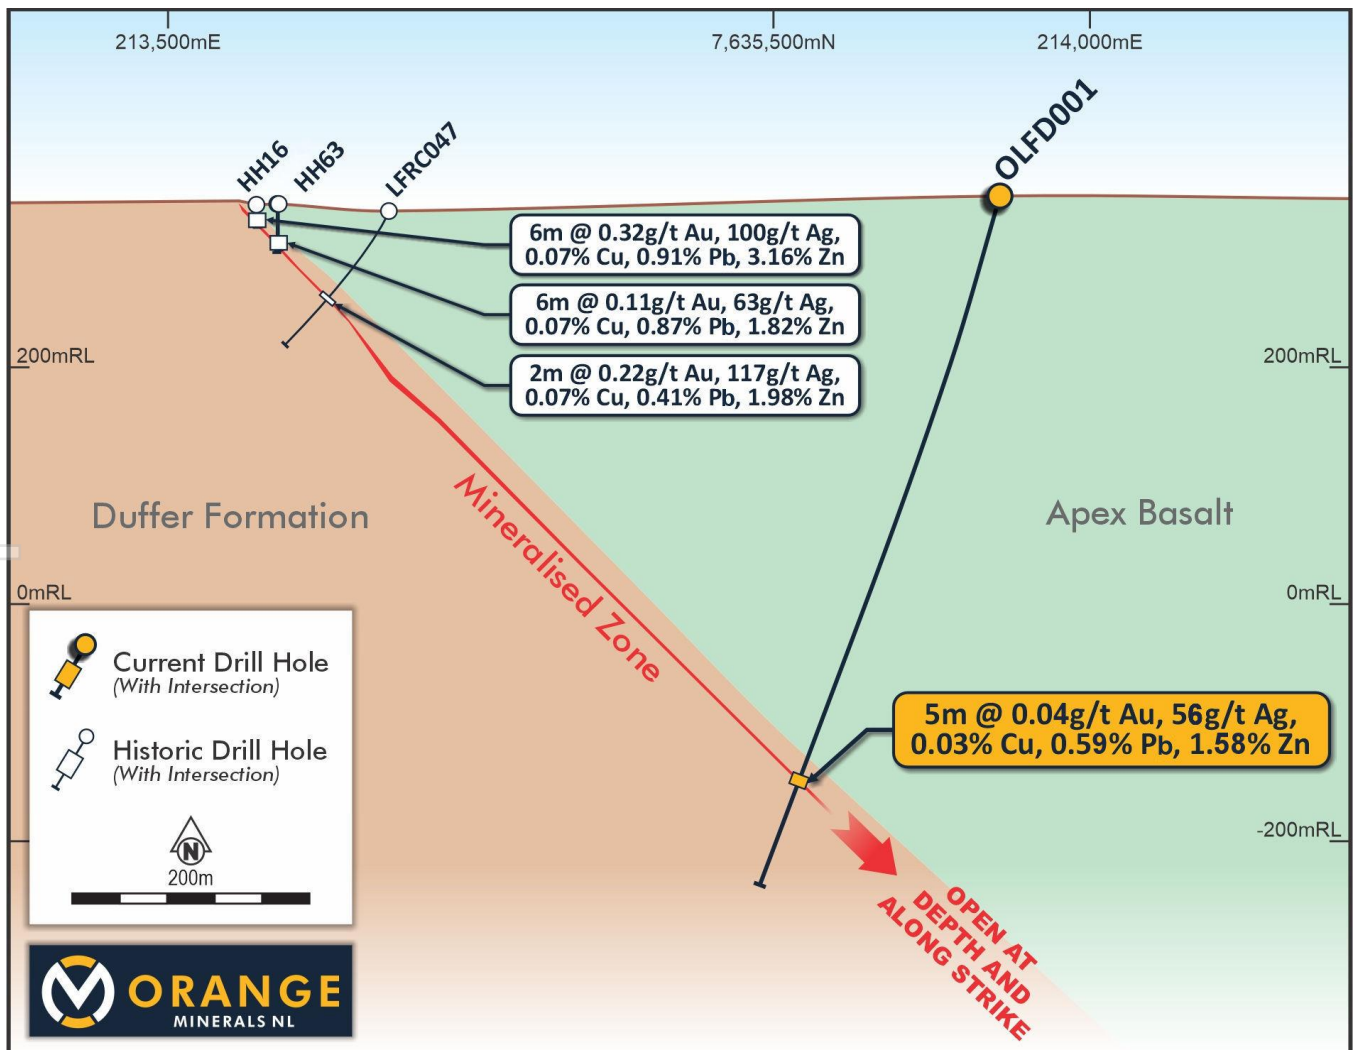 213,500mE
7,635,500mN
214,000mE
HH16
HH63
LFRC047
OLFD001
6m @ 0.32g/t Au, 100g/t Ag,
0.07% Cu, 0.91% Pb, 3.16% Zn
6m @ 0.11g/t Au, 63g/t Ag,
0.07% Cu, 0.87% Pb, 1.82% Zn
200mRL
200mRL
2m @ 0.22g/t Au, 117g/t Ag,
0.07% Cu, 0.41% Pb, 1.98% Zn
Duffer Formation
Mineralised Zone
Apex Basalt
0mRL
0mRL
Current Drill Hole
(With Intersection)
Historic Drill Hole
(With Intersection)
N
200m
5m @ 0.04g/t Au, 56g/t Ag,
0.03% Cu, 0.59% Pb, 1.58% Zn
-200mRL
OPEN AT
DEPTH AND
ALONG STRIKE
ORANGE
MINERALS NL